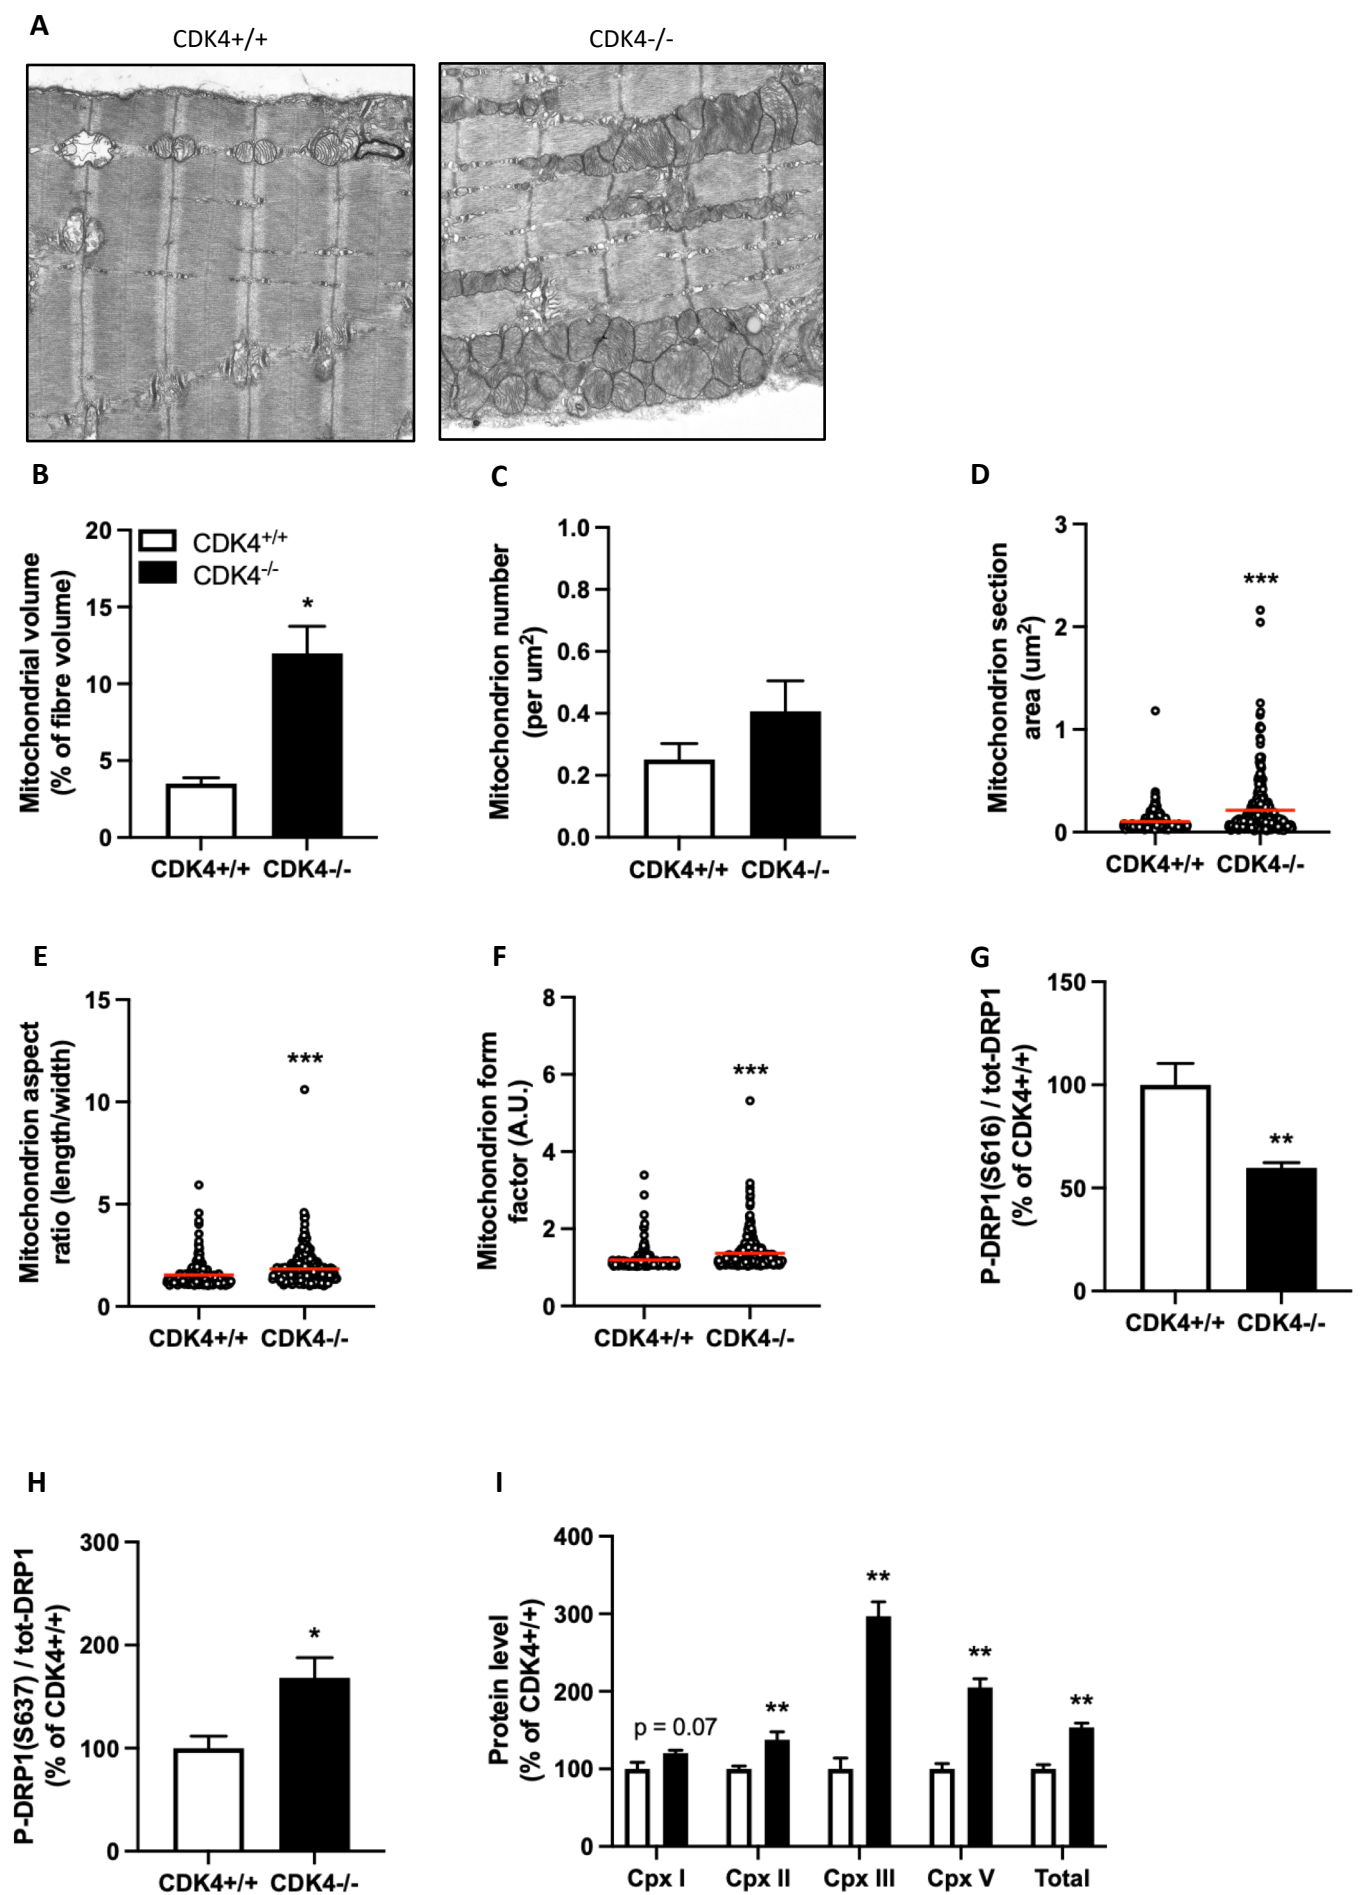 A
CDK4+/+
CDK4-/-
B
C
D
Mitochondrial volume
(% of fibre volume)
20
15
10
5
0
CDK4+/+
CDK4-/-
*
CDK4+/+ CDK4-/-
Mitochondrion number
(per um2)
1.0
0.8
0.6
0.4
0.2
0.0
CDK4+/+ CDK4-/-
Mitochondrion section
area (um2)
3
2
1
0
***
CDK4+/+ CDK4-/-
E
F
G
Mitochondrion aspect
ratio (length/width)
15
10
5
0
***
CDK4+/+ CDK4-/-
Mitochondrion form
factor (A.U.)
8
6
4
2
0
***
CDK4+/+ CDK4-/-
P-DRP1(S616) / tot-DRP1
(% of CDK4+/+)
150
100
50
0
**
CDK4+/+ CDK4-/-
H
I
P-DRP1(S637) / tot-DRP1
(% of CDK4+/+)
300
200
100
0
*
CDK4+/+ CDK4-/-
Protein level
(% of CDK4+/+)
400
300
200
100
0
p = 0.07
**
**
**
**
Cpx I Cpx II Cpx III Cpx V Total